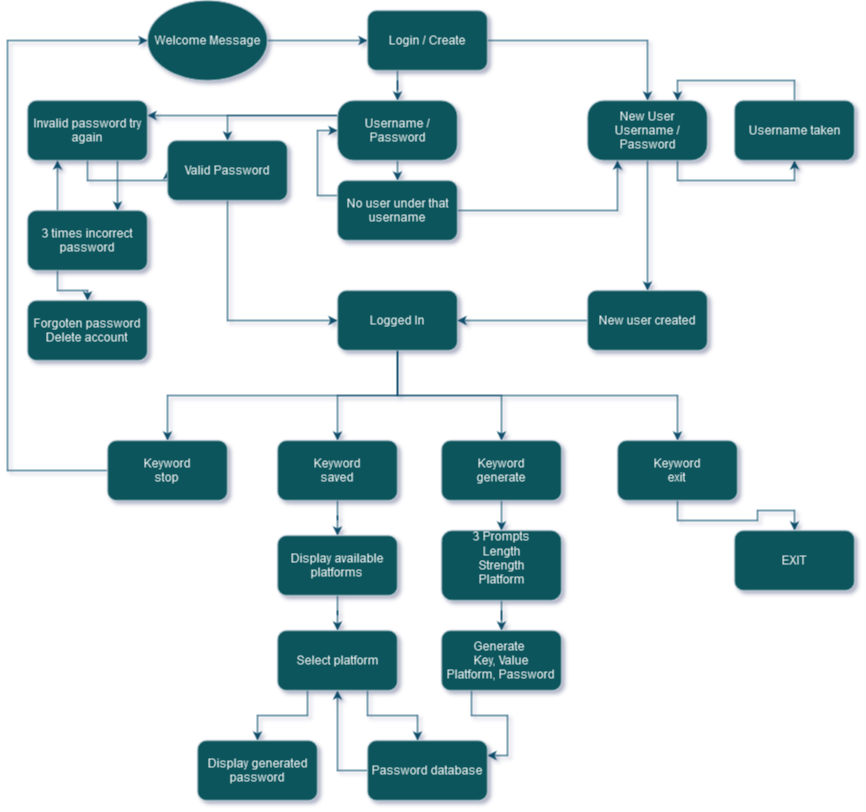 Welcome Message
Login / Create
Invalid password try
again
Username /
Password
New User
Username /
Password
Username taken
Valid Password
No user under that
username
3 times incorrect
password
Forgoten password
Delete account
Logged In
New user created
Keyword
stop
Keyword
saved
Keyword
generate
Keyword
exit
Display available
platforms
3 Prompts
Length
Strength
Platform
EXIT
Select platform
Generate
Key, Value
Platform, Password
Display generated
password
Password database